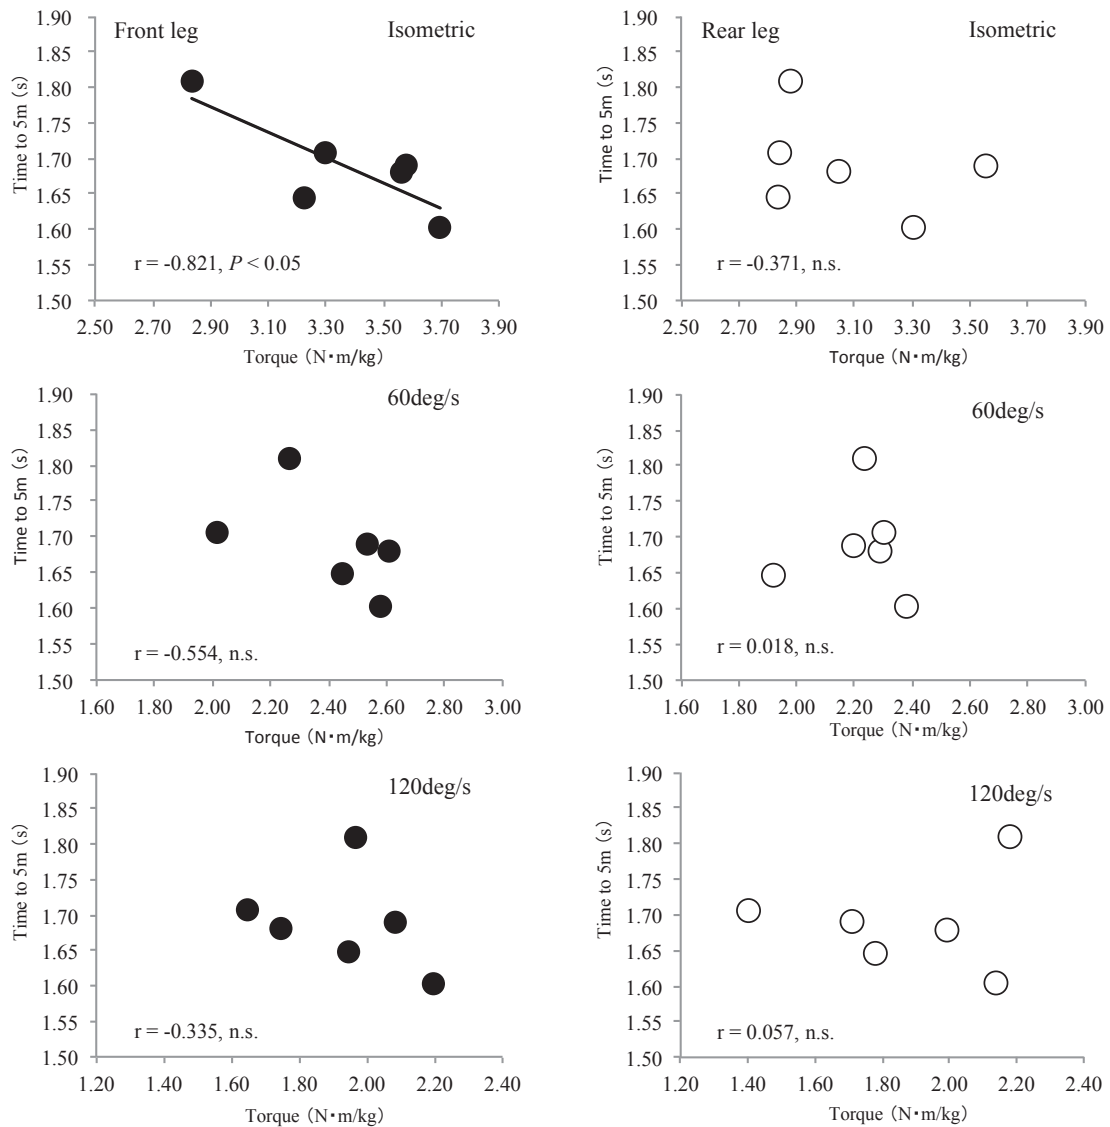 Front leg
Isometric
Time to 5m (s)
1.90
1.85
1.80
1.75
1.70
1.65
1.60
1.55
1.50
r = -0.821, P < 0.05
2.50 2.70 2.90 3.10 3.30 3.50 3.70 3.90
Torque (N・m/kg)
Rear leg
Isometric
Time to 5m (s)
1.90
1.85
1.80
1.75
1.70
1.65
1.60
1.55
1.50
r = -0.371, n.s.
2.50 2.70 2.90 3.10 3.30 3.50 3.70 3.90
Torque (N・m/kg)
60deg/s
Time to 5m (s)
1.90
1.85
1.80
1.75
1.70
1.65
1.60
1.55
1.50
r = -0.554, n.s.
1.60 1.80 2.00 2.20 2.40 2.60 2.80 3.00
Torque (N・m/kg)
60deg/s
Time to 5m (s)
1.90
1.85
1.80
1.75
1.70
1.65
1.60
1.55
1.50
r = 0.018, n.s.
1.60 1.80 2.00 2.20 2.40 2.60 2.80 3.00
Torque (N・m/kg)
120deg/s
Time to 5m (s)
1.90
1.85
1.80
1.75
1.70
1.65
1.60
1.55
1.50
r = -0.335, n.s.
1.20 1.40 1.60 1.80 2.00 2.20 2.40
Torque (N・m/kg)
120deg/s
Time to 5m (s)
1.90
1.85
1.80
1.75
1.70
1.65
1.60
1.55
1.50
r = 0.057, n.s.
1.20 1.40 1.60 1.80 2.00 2.20 2.40
Torque (N・m/kg)